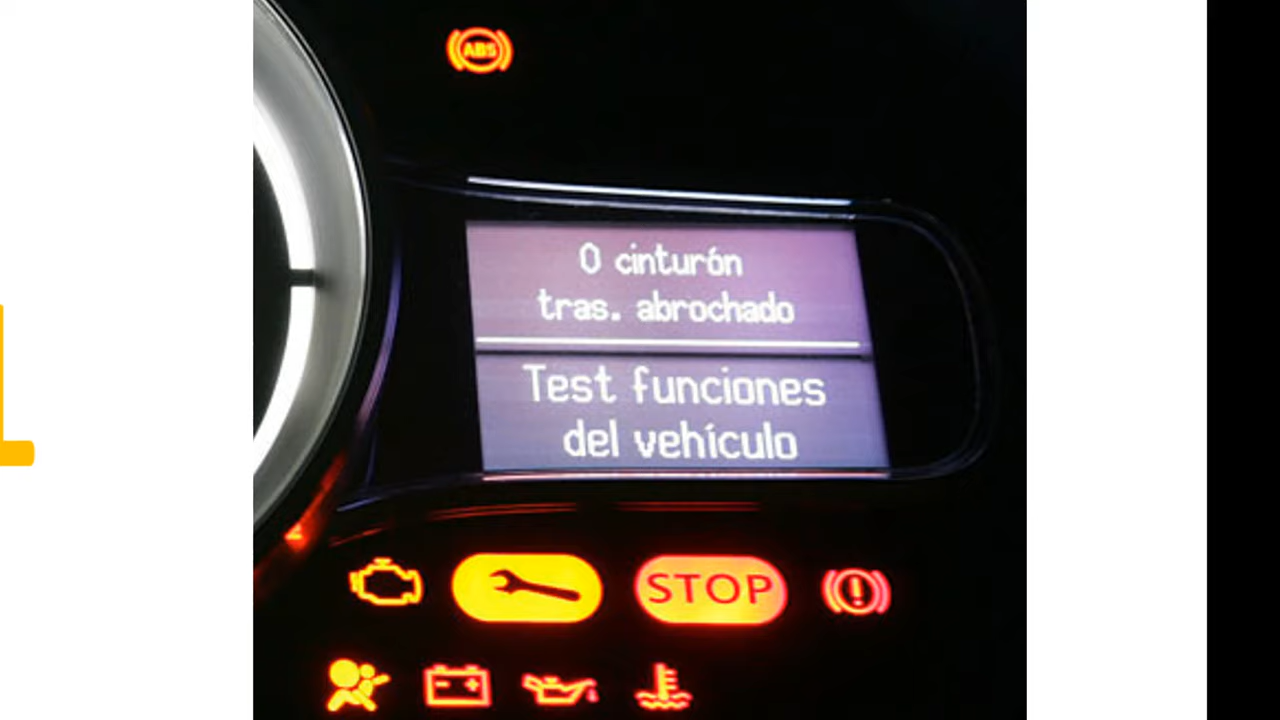 ABS
0 cinturón
tras. abrochado
Test funciones
del vehículo
STOP